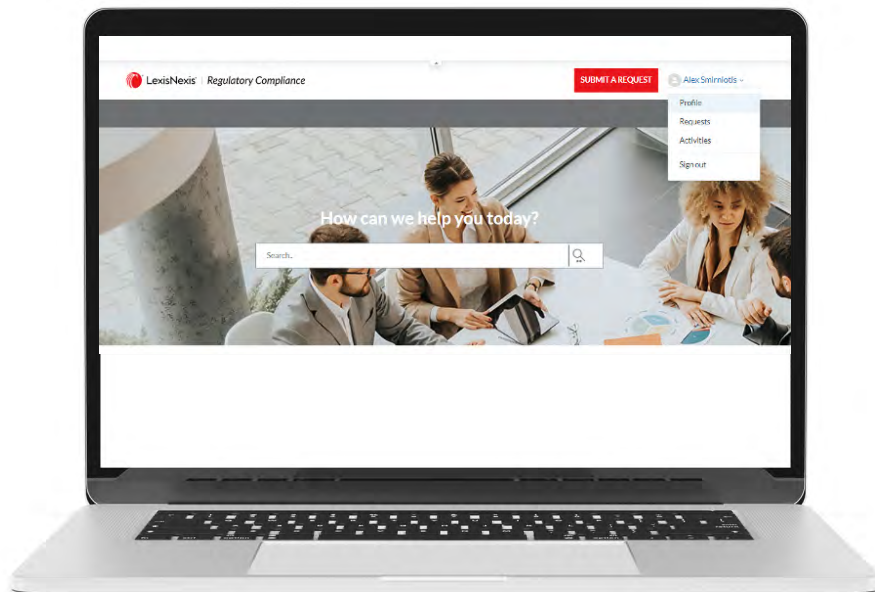 LexisNexis® | Regulatory Compliance
SUBMIT A REQUEST
Alex Smirniotis
Profile
Requests
Activities
Sign out
How can we help you today?
Search..